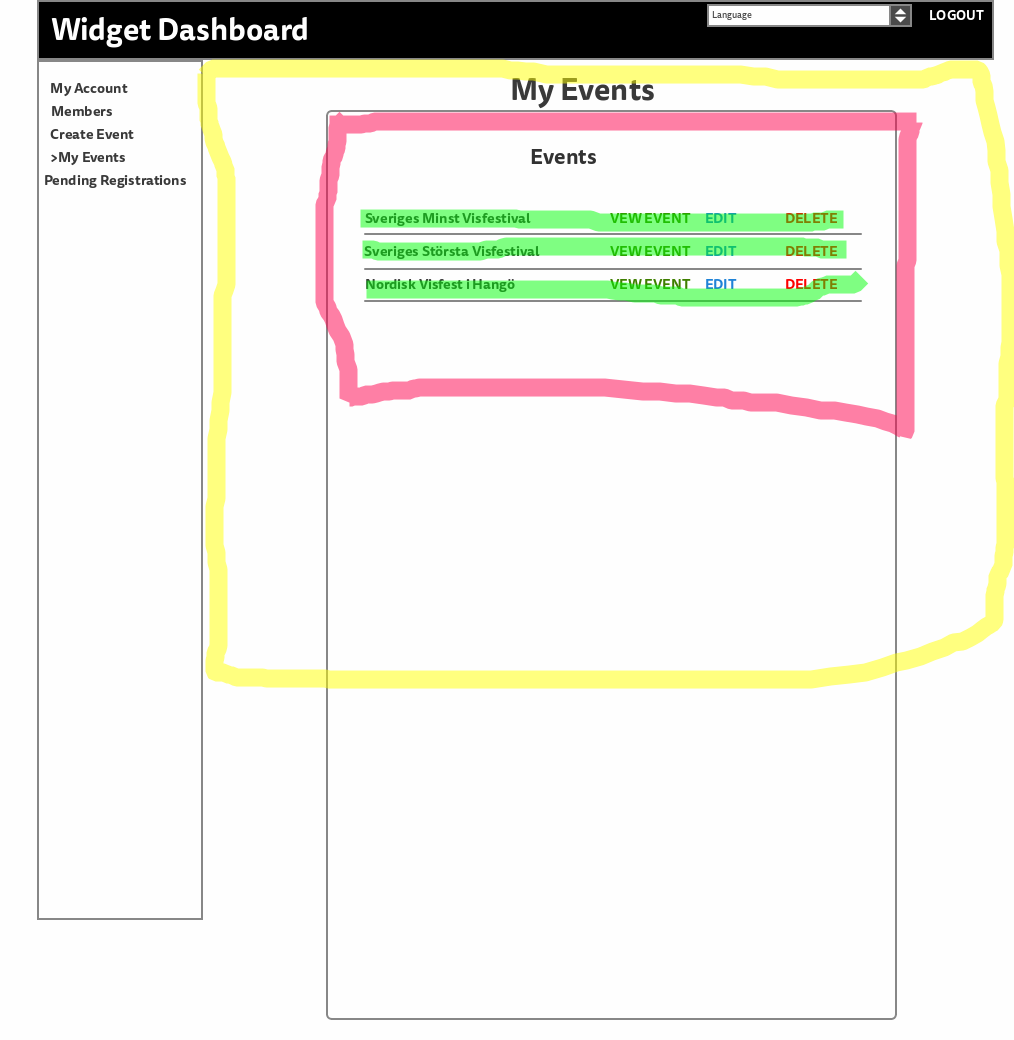 Widget Dashboard
Language
LOGOUT
My Account
Members
Create Event
>My Events
Pending Registrations
My Events
Events
Sveriges Minst Visfestival VEW EVENT EDIT DELETE
Sveriges Största Visfestival VEW EVENT EDIT DELETE
Nordisk Visfest i Hangö VEW EVENT EDIT DELETE